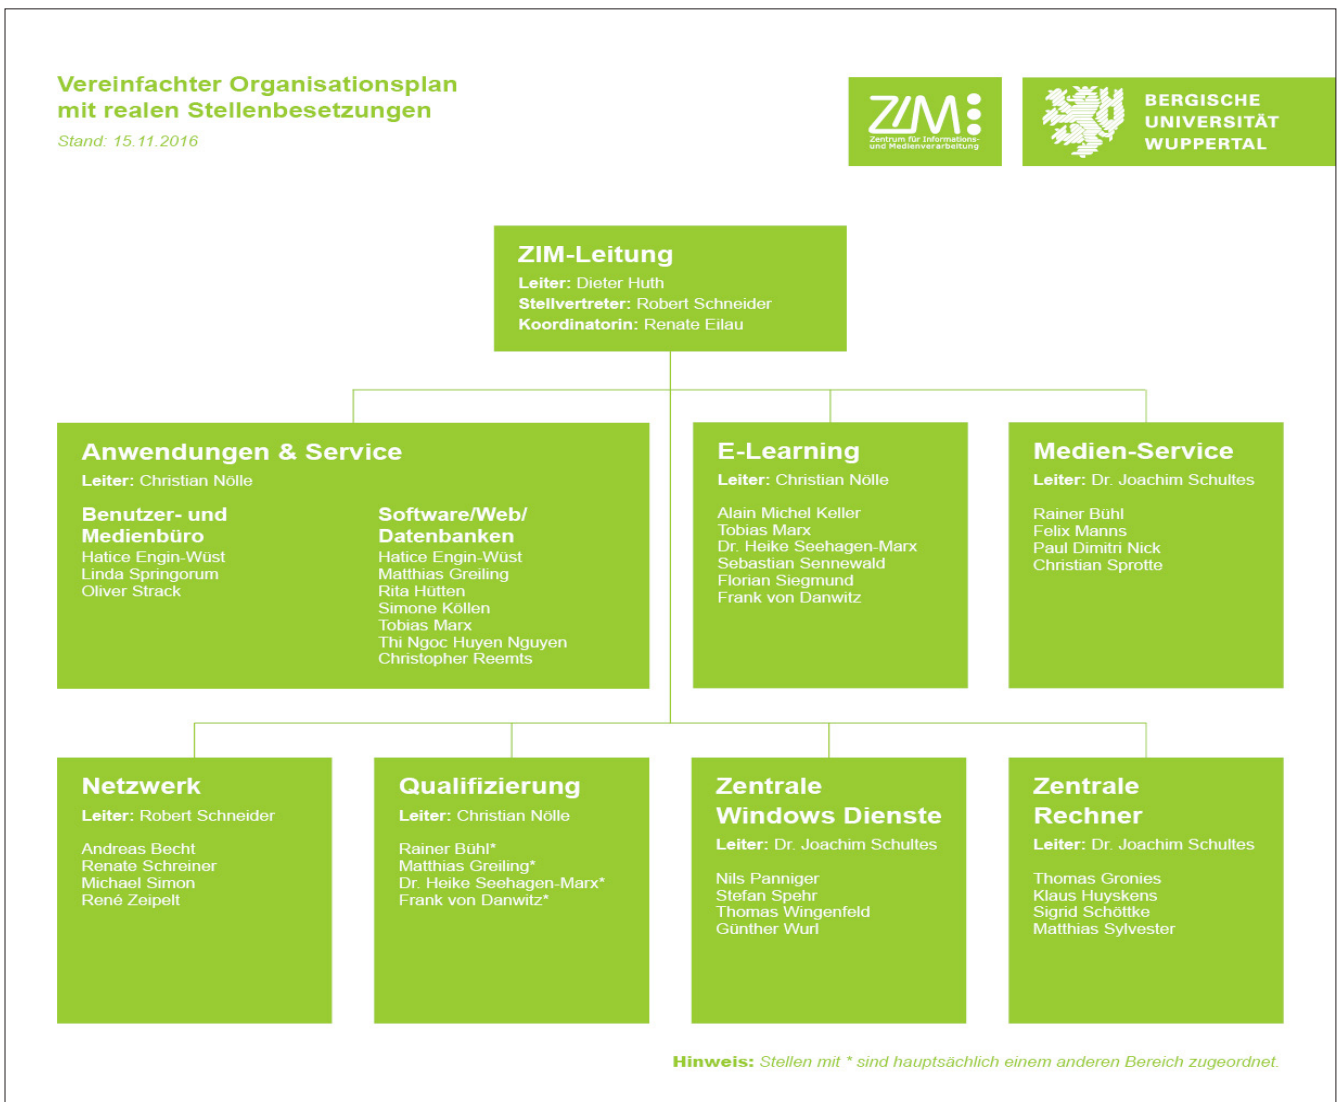 Vereinfachter Organisationsplan
mit realen Stellenbesetzungen
Stand: 15.11.2016
ZIM
Zentrum für Informations-
und Medienverarbeitung
BERGISCHE
UNIVERSITÄT
WUPPERTAL
ZIM-Leitung
Leiter: Dieter Huth
Stellvertreter: Robert Schneider
Koordinatorin: Renate Eilau
Anwendungen & Service
Leiter: Christian Nölle
Benutzer- und
Medienbüro
Hatice Engin-Wüst
Linda Springorum
Oliver Strack
Software/Web/
Datenbanken
Hatice Engin-Wüst
Matthias Greiling
Rita Hütten
Simone Köllen
Tobias Marx
Thi Ngoc Huyen Nguyen
Christopher Reemts
E-Learning
Leiter: Christian Nölle
Alain Michel Keller
Tobias Marx
Dr. Heike Seehagen-Marx
Sebastian Sennewald
Florian Siegmund
Frank von Danwitz
Medien-Service
Leiter: Dr. Joachim Schultes
Rainer Bühl
Felix Manns
Paul Dimitri Nick
Christian Sprotte
Netzwerk
Leiter: Robert Schneider
Andreas Becht
Renate Schreiner
Michael Simon
René Zeipelt
Qualifizierung
Leiter: Christian Nölle
Rainer Bühl*
Matthias Greiling*
Dr. Heike Seehagen-Marx*
Frank von Danwitz*
Zentrale
Windows Dienste
Leiter: Dr. Joachim Schultes
Nils Panniger
Stefan Spehr
Thomas Wingenfeld
Günther Wurl
Zentrale
Rechner
Leiter: Dr. Joachim Schultes
Thomas Gronies
Klaus Huyskens
Sigrid Schöttke
Matthias Sylvester
Hinweis: Stellen mit * sind hauptsächlich einem anderen Bereich zugeordnet.